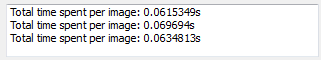 Total time spent per image: 0.0615349s
Total time spent per image: 0.069694s
Total time spent per image: 0.0634813s